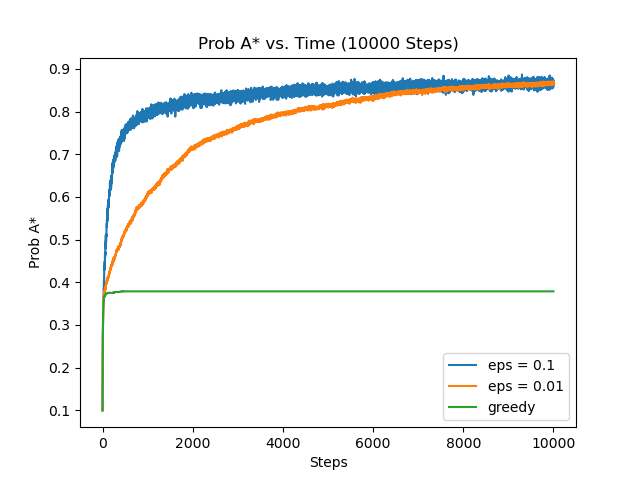 Prob A* vs. Time (10000 Steps)
Prob A*
0.9
0.8
0.7
0.6
0.5
0.4
0.3
0.2
0.1
0 2000 4000 6000 8000 10000
Steps
eps = 0.1
eps = 0.01
greedy